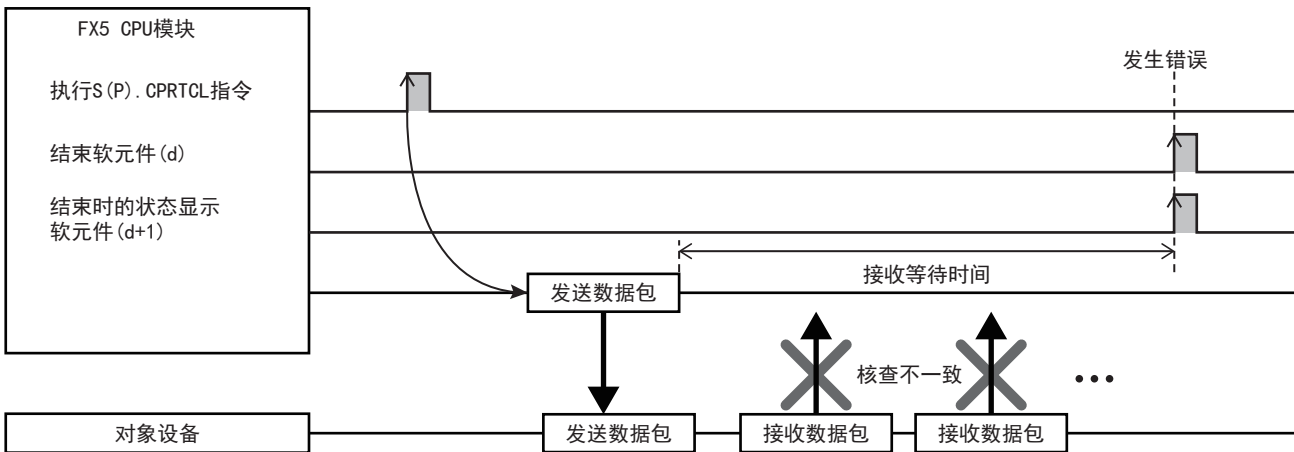 FX5 CPU模块
发生错误
执行S(P).CPRTCL指令
结束软元件(d)
结束时的状态显示
软元件(d+1)
接收等待时间
发送数据包
核查不一致
对象设备
发送数据包
接收数据包
接收数据包